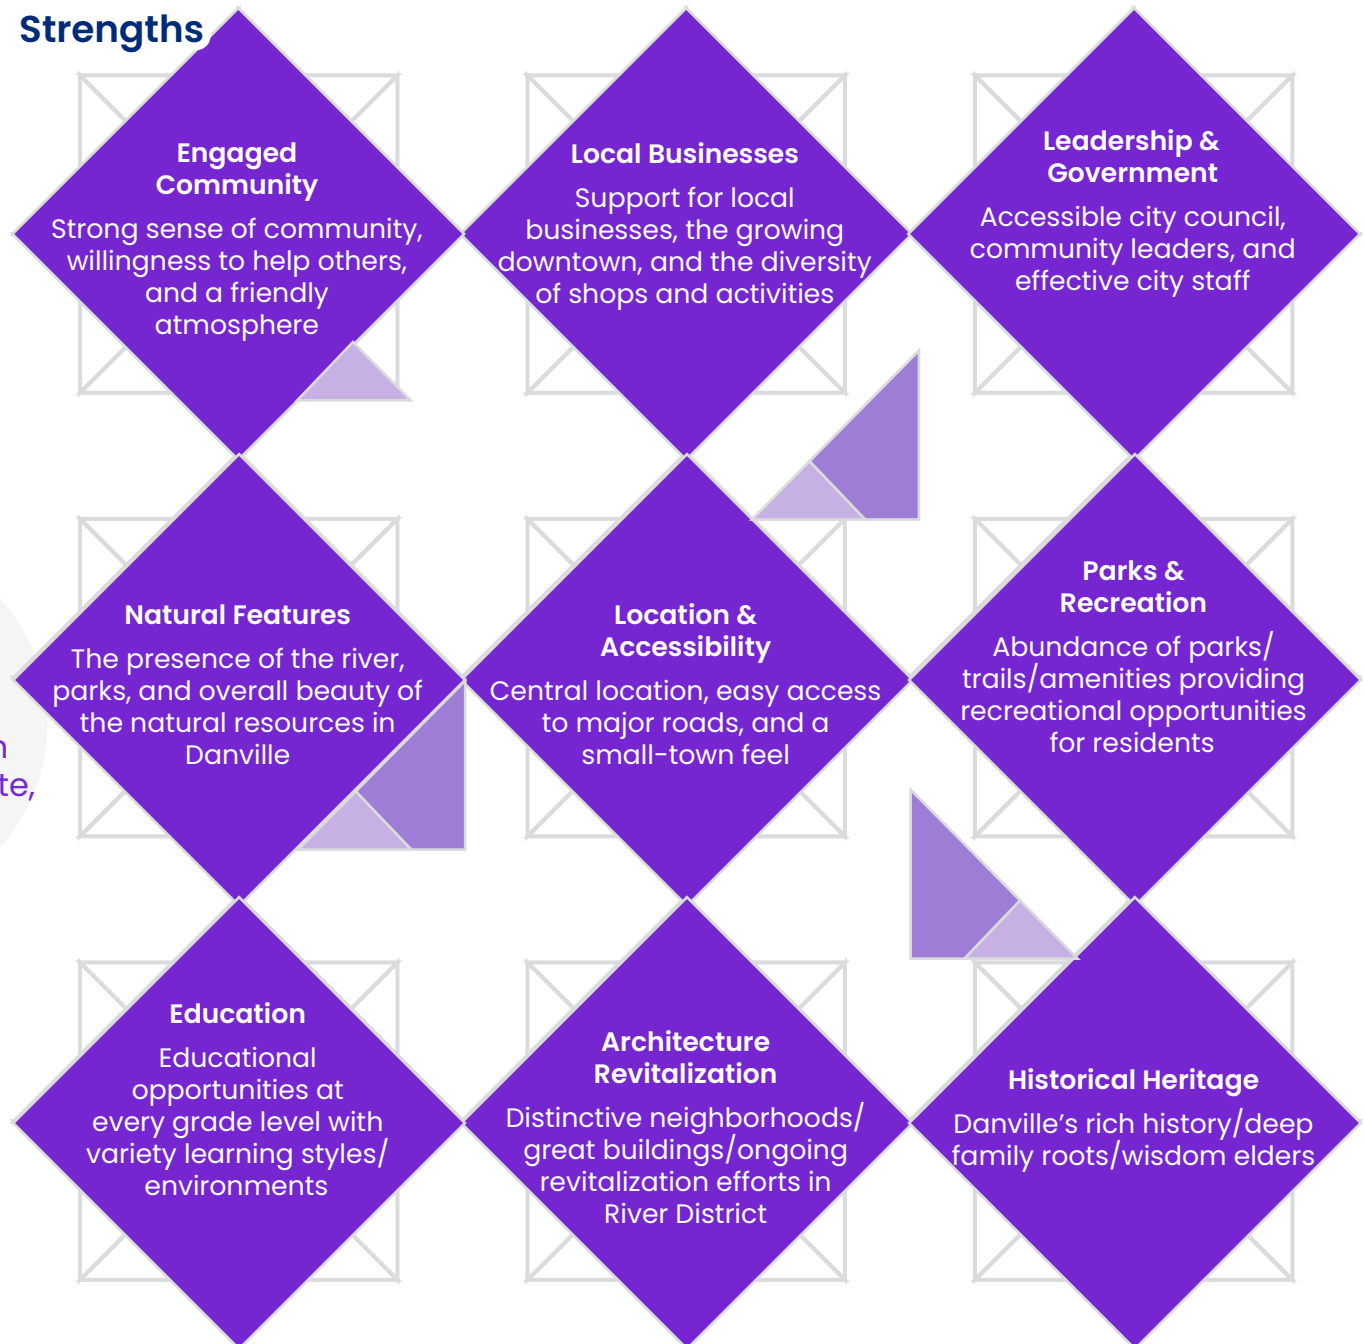 Strengths
Engaged
Community
Strong sense of community,
willingness to help others,
and a friendly
atmosphere
Local Businesses
Support for local
businesses, the growing
downtown, and the diversity
of shops and activities
Leadership &
Government
Accessible city council,
community leaders, and
effective city staff
Natural Features
The presence of the river,
parks, and overall beauty of
the natural resources in
Danville
Location &
Accessibility
Central location, easy access
to major roads, and a
small-town feel
Parks &
Recreation
Abundance of parks/
trails/amenities providing
recreational opportunities
for residents
Education
Educational
opportunities at
every grade level with
variety learning styles/
environments
Architecture
Revitalization
Distinctive neighborhoods/
great buildings/ongoing
revitalization efforts in
River District
Historical Heritage
Danville’s rich history/deep
family roots/wisdom elders